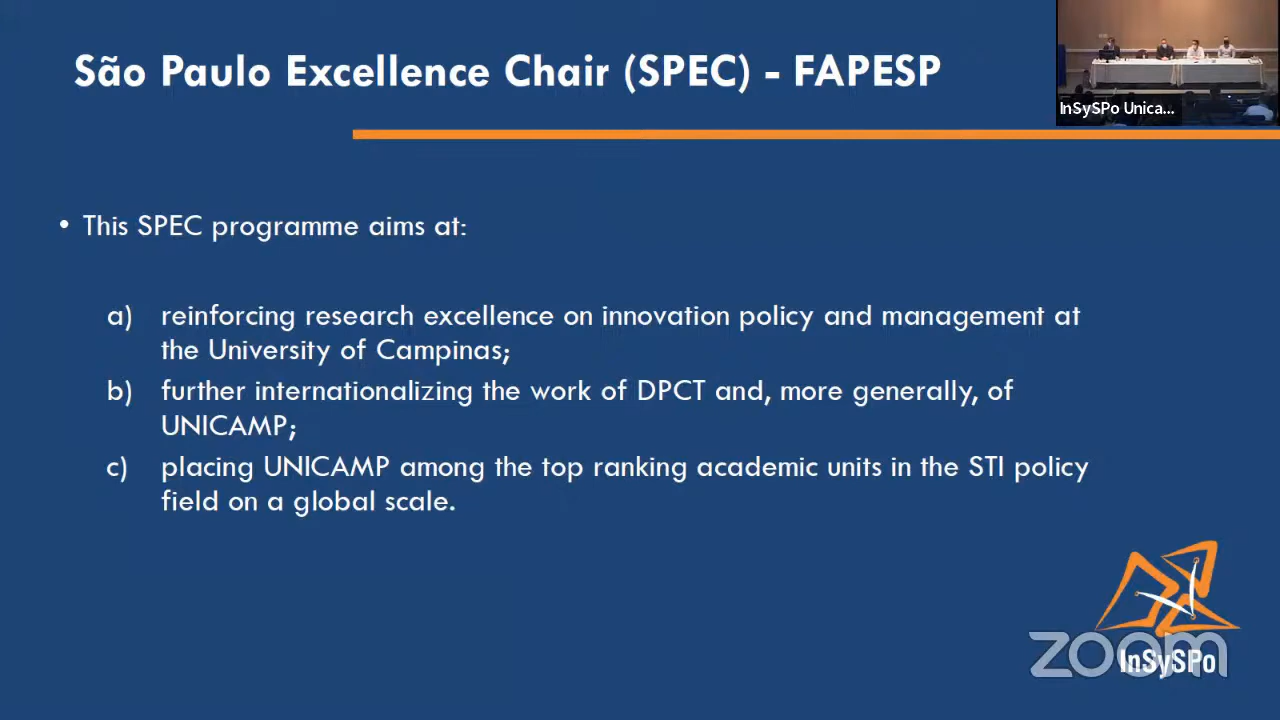 São Paulo Excellence Chair (SPEC) - FAPESP
InSySPo Unica...
• This SPEC programme aims at:
a) reinforcing research excellence on innovation policy and management at
the University of Campinas;
b) further internationalizing the work of DPCT and, more generally, of
UNICAMP;
c) placing UNICAMP among the top ranking academic units in the STI policy
field on a global scale.
zoom
InSySPo